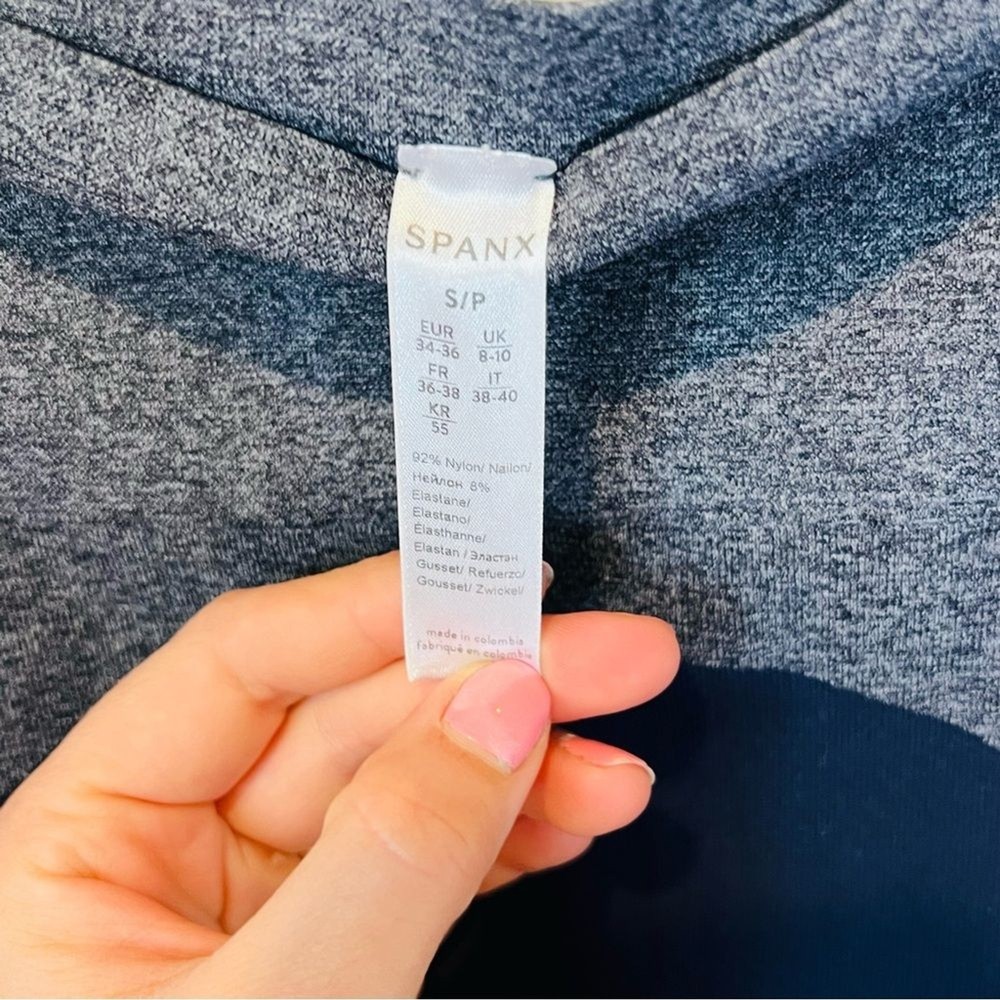 SPANX
S/P
EUR UK
34-36 8-10
FR IT
36-38 38-40
KR
55
92% Nylon/ Nailon/
Нейлон 8%
Elastane/
Elastano/
Élasthanne/
Elastan / Эластан
Gusset/ Refuerzo/
Gousset/ Zwickel/
made in colombia
fabriqué en colombie